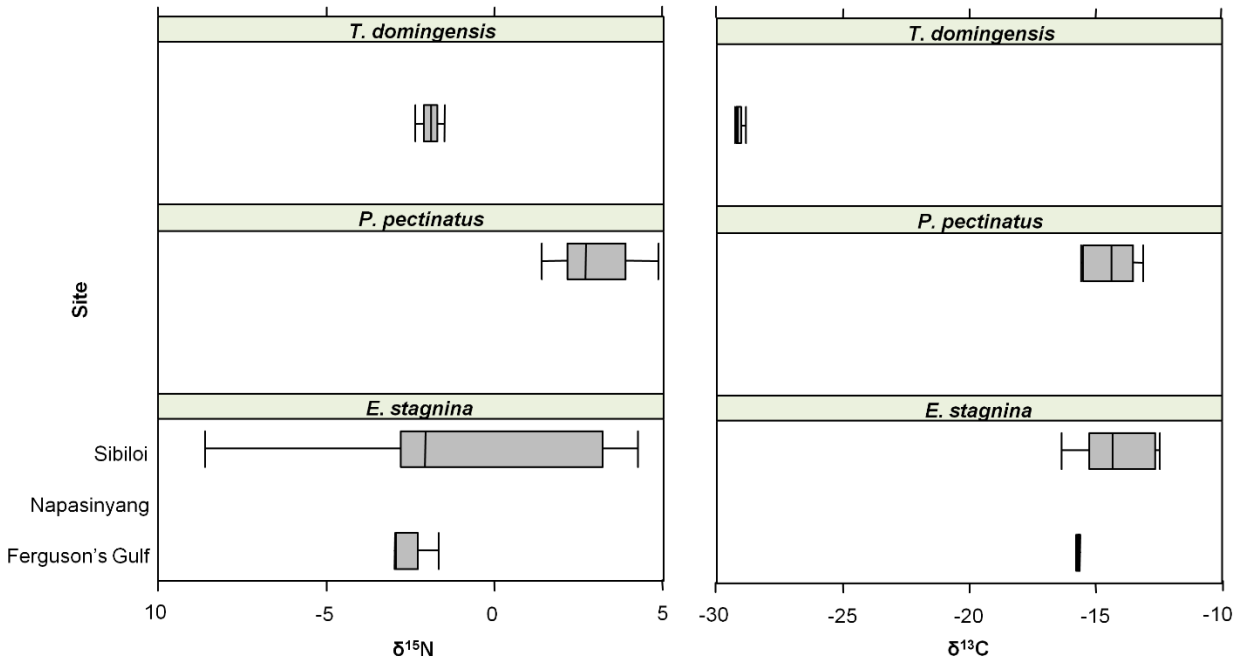 T. domingensis
T. domingensis
P. pectinatus
P. pectinatus
Site
E. stagnina
E. stagnina
Sibiloi
Napasinyang
Ferguson's Gulf
10 -5 0 5
-30 -25 -20 -15 -10
δ¹⁵N
δ¹³C